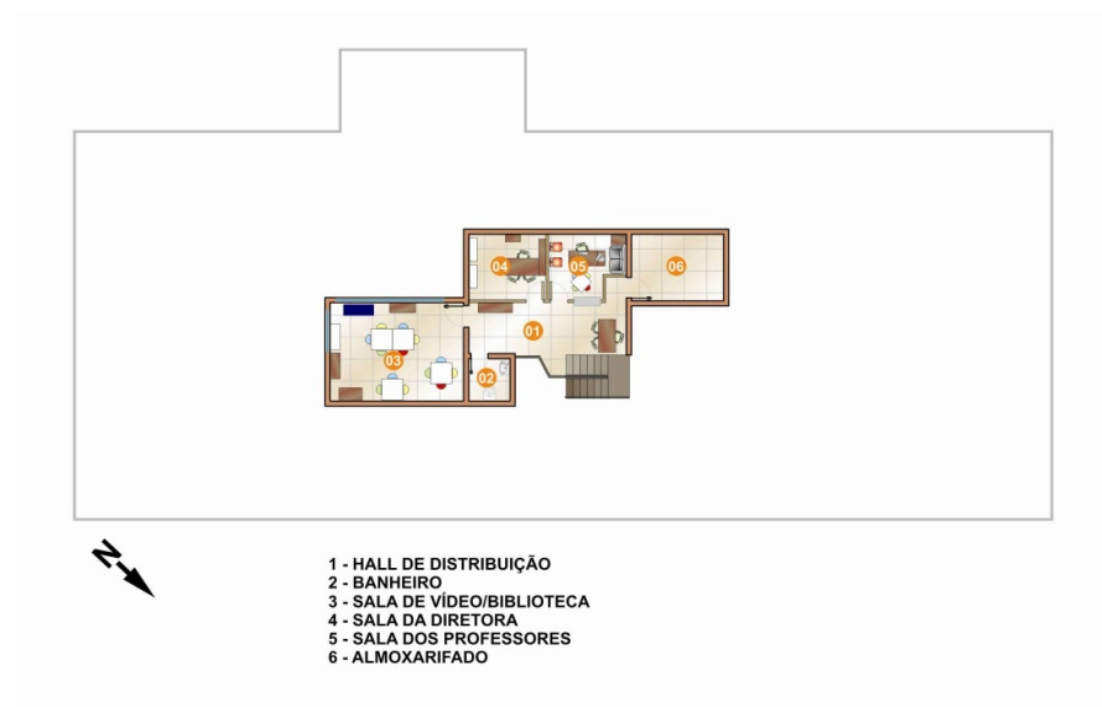 04
05
06
01
03
02
N
1 - HALL DE DISTRIBUIÇÃO
2 - BANHEIRO
3 - SALA DE VÍDEO/BIBLIOTECA
4 - SALA DA DIRETORA
5 - SALA DOS PROFESSORES
6 - ALMOXARIFADO